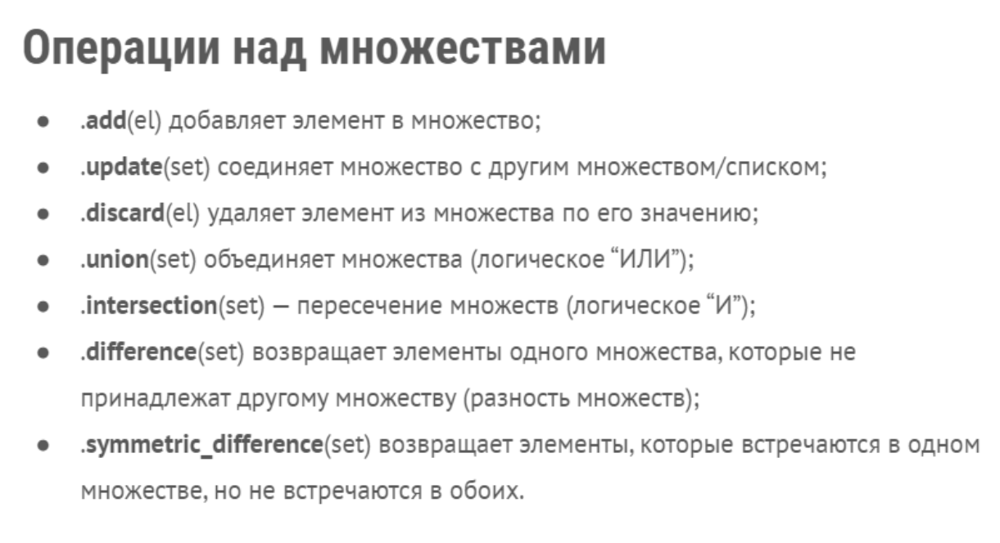 Операции над множествами
● .add(el) добавляет элемент в множество;
● .update(set) соединяет множество с другим множеством/списком;
● .discard(el) удаляет элемент из множества по его значению;
● .union(set) объединяет множества (логическое “ИЛИ”);
● .intersection(set) — пересечение множеств (логическое “И”);
● .difference(set) возвращает элементы одного множества, которые не
принадлежат другому множеству (разность множеств);
● .symmetric_difference(set) возвращает элементы, которые встречаются в одном
множестве, но не встречаются в обоих.